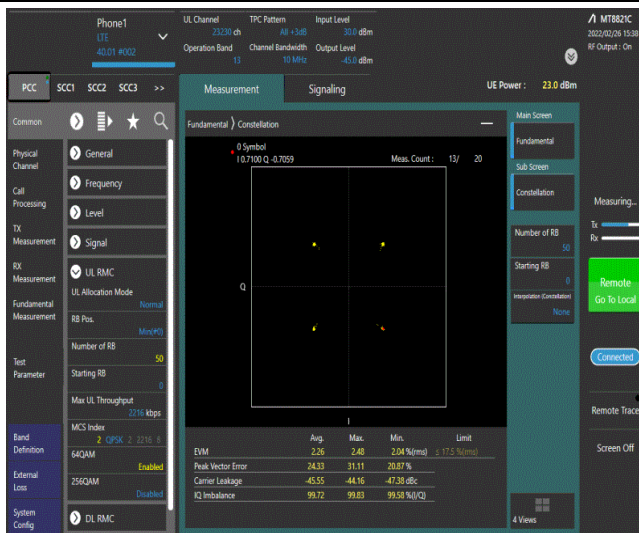 Phone1
LTE
40.01 #002
UL Channel TPC Pattern Input Level
23230 ch All +3dB 30.0 dBm
Operation Band Channel Bandwidth Output Level
13 10 MHz -45.0 dBm
MT8821C
2022/02/26 15:38
RF Output : On
PCC SCC1 SCC2 SCC3 >>
Measurement Signaling
UE Power : 23.0 dBm
Common
Physical
Channel
Call
Processing
TX
Measurement
RX
Measurement
Fundamental
Measurement
Test
Parameter
Band
Definition
External
Loss
System
Config
General
Frequency
Level
Signal
UL RMC
UL Allocation Mode
Normal
RB Pos.
Min(#0)
Number of RB
50
Starting RB
0
Max UL Throughput
2216 kbps
MCS Index
2 QPSK 2 2216 8
64QAM
Enabled
256QAM
Disabled
DL RMC
Fundamental > Constellation
0 Symbol
I 0.7100 Q -0.7059 Meas. Count : 13/ 20
Q
I
Avg. Max. Min. Limit
EVM 2.26 2.48 2.04 %(rms) ≤ 17.5 %(rms)
Peak Vector Error 24.33 31.11 20.87 %
Carrier Leakage -45.55 -44.16 -47.38 dBc
IQ Imbalance 99.72 99.83 99.58 %(I/Q)
Main Screen
Fundamental
Sub Screen
Constellation
Number of RB
50
Starting RB
0
Interpolation (Constellation)
None
4 Views
Measuring...
Tx
Rx
Remote
Go To Local
Connected
Remote Trace
Screen Off